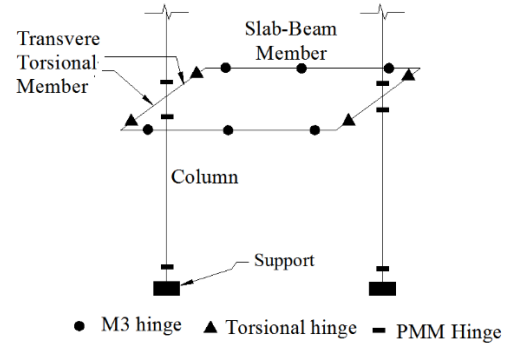 Transvere
Torsional
Member
Slab-Beam
Member
Column
Support
M3 hinge
Torsional hinge
PMM Hinge